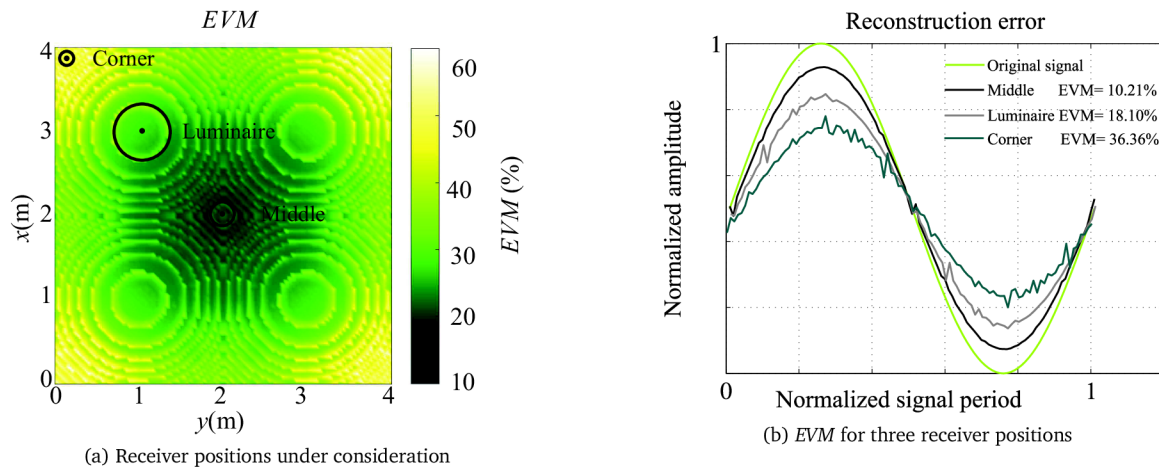 EVM
4
Corner
3
Luminaire
2
Middle
1
0
x(m)
0
1
2
3
4
y(m)
60
50
40
30
20
10
EVM (%)
(a) Receiver positions under consideration
Reconstruction error
1
Original signal
Middle EVM= 10.21%
Luminaire EVM= 18.10%
Corner EVM= 36.36%
Normalized amplitude
0
1
Normalized signal period
(b) EVM for three receiver positions